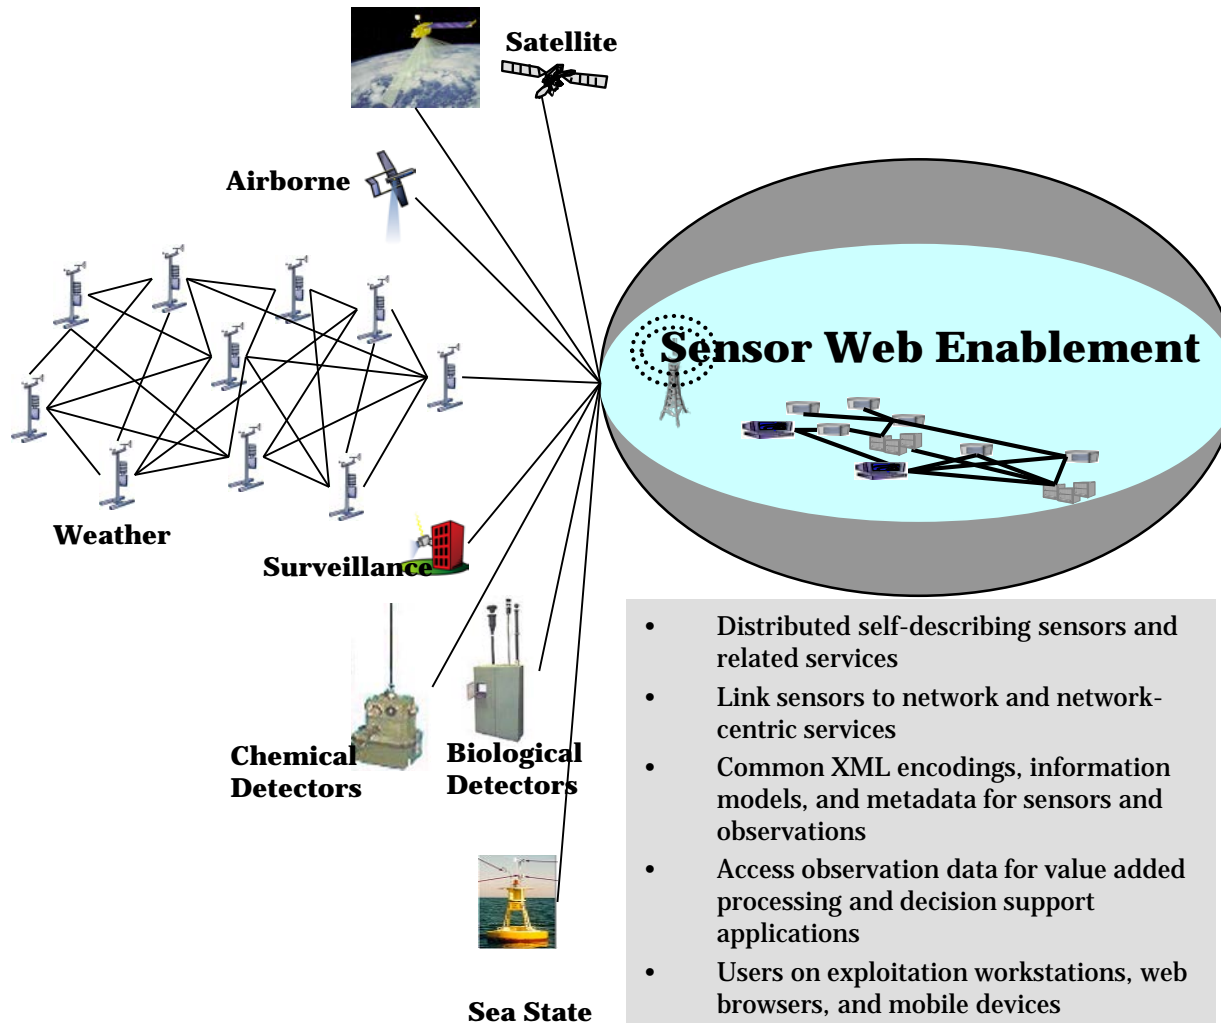 Satellite
Airborne
Sensor Web Enablement
Weather
Surveillance
Chemical
Detectors
Biological
Detectors
Sea State
• Distributed self-describing sensors and
related services
• Link sensors to network and network-
centric services
• Common XML encodings, information
models, and metadata for sensors and
observations
• Access observation data for value added
processing and decision support
applications
• Users on exploitation workstations, web
browsers, and mobile devices